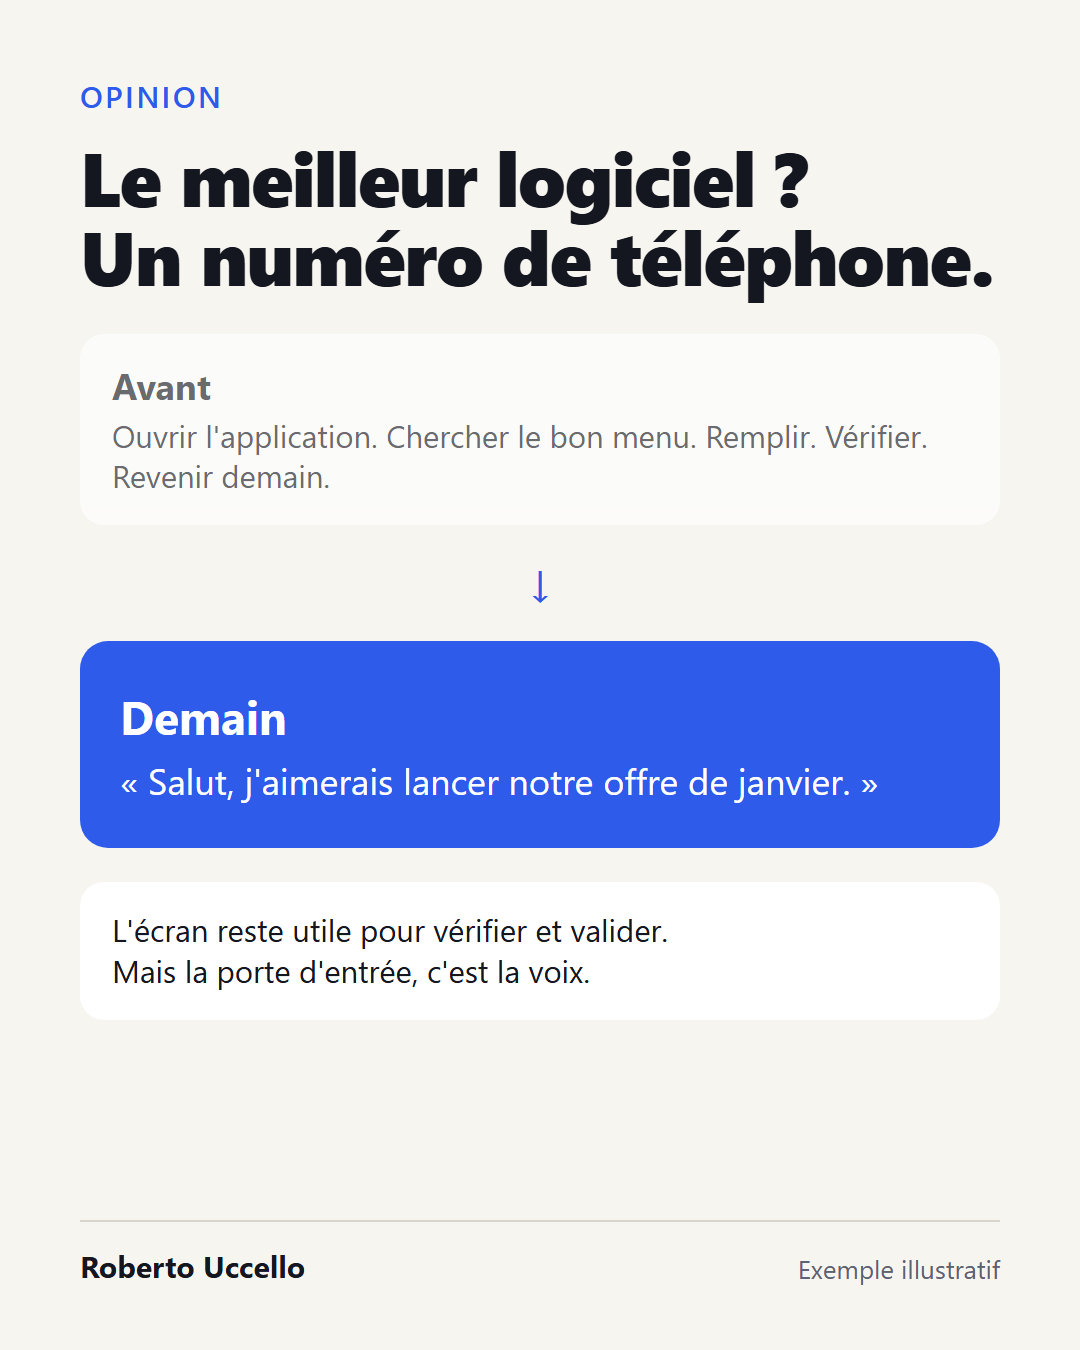 OPINION
Le meilleur logiciel ?
Un numéro de téléphone.
Avant
Ouvrir l'application. Chercher le bon menu. Remplir. Vérifier.
Revenir demain.
↓
Demain
« Salut, j'aimerais lancer notre offre de janvier. »
L'écran reste utile pour vérifier et valider.
Mais la porte d'entrée, c'est la voix.
Roberto Uccello
Exemple illustratif